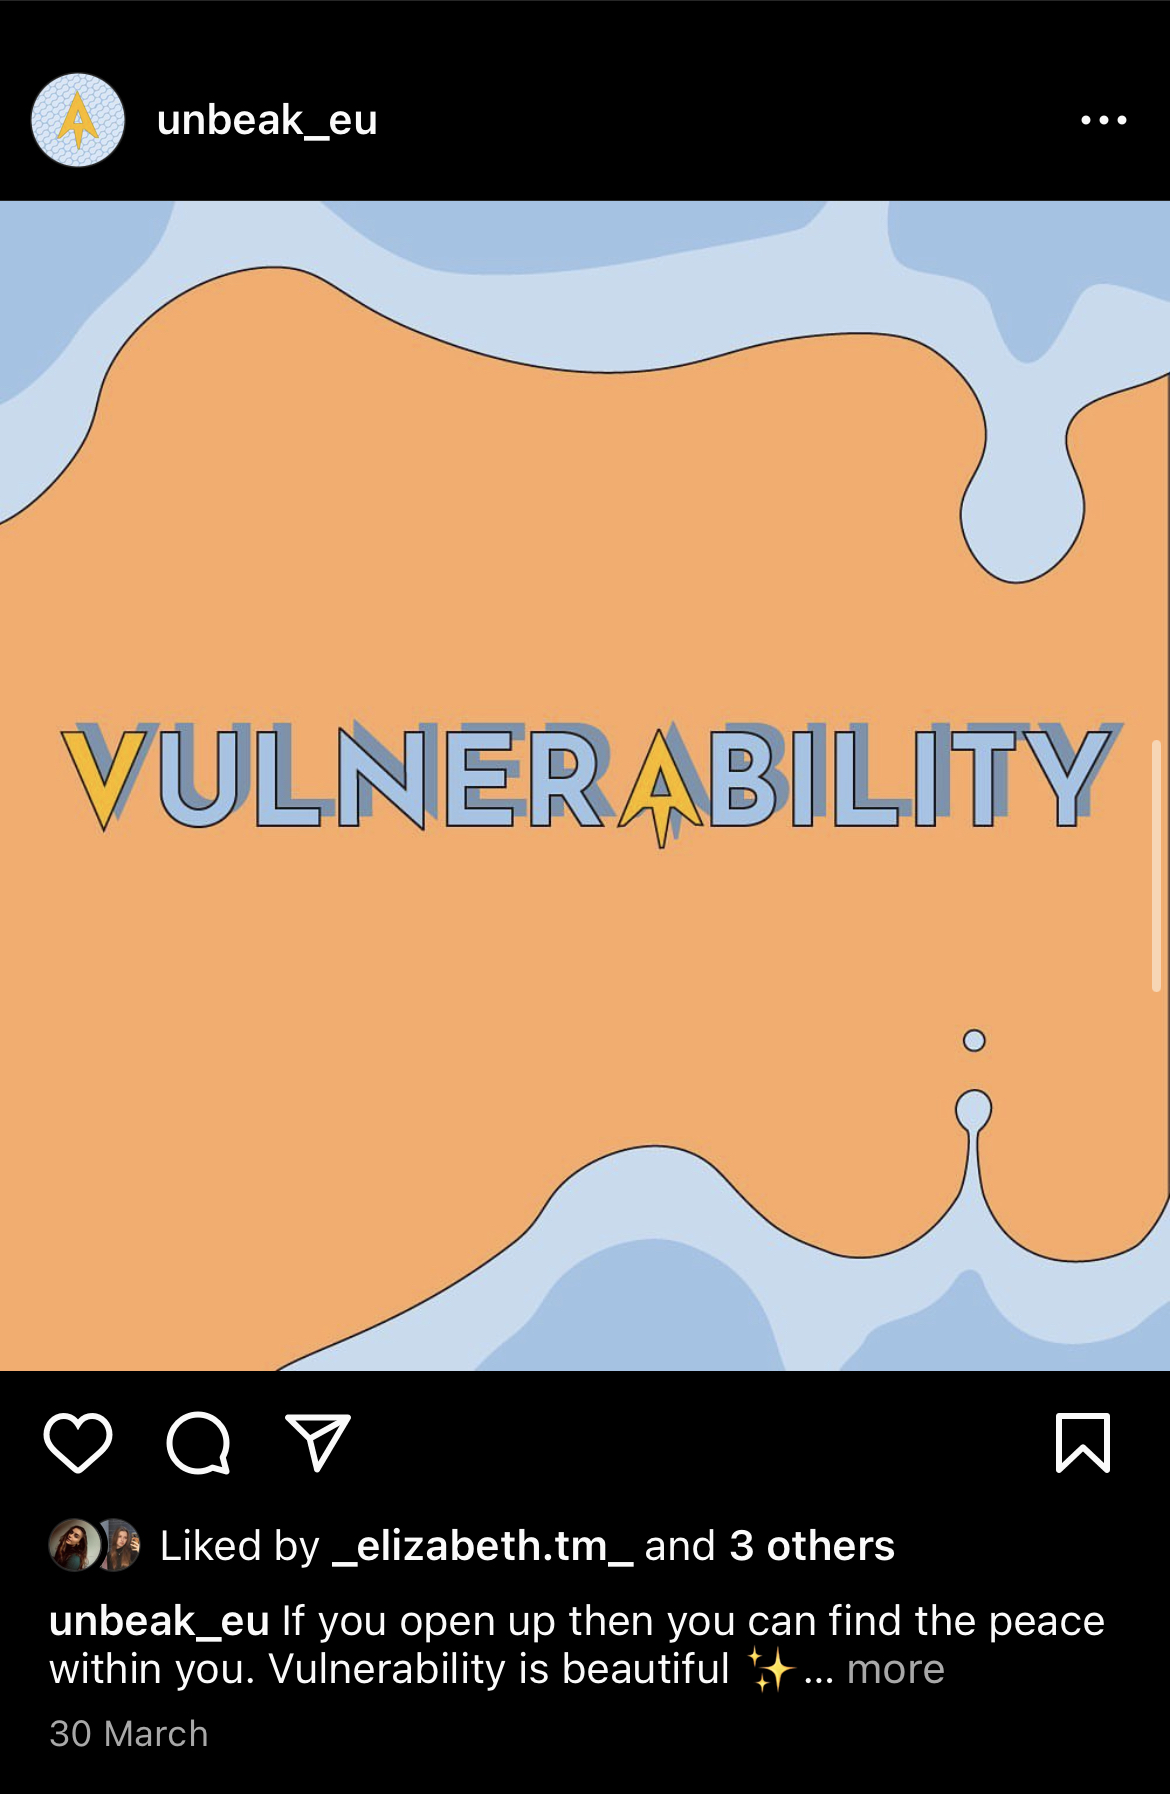 unbeak_eu
VULNERABILITY
Liked by _elizabeth.tm_ and 3 others
unbeak_eu If you open up then you can find the peace
within you. Vulnerability is beautiful ✨... more
30 March